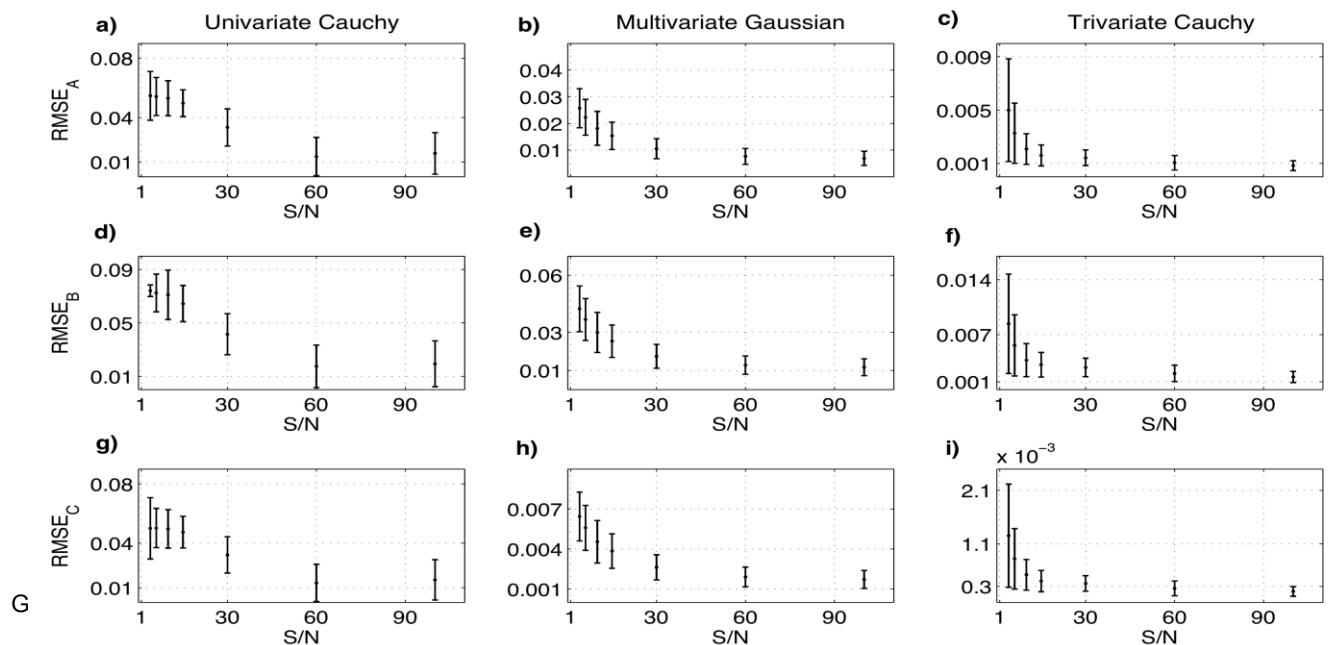 Univariate Cauchy
Multivariate Gaussian
Trivariate Cauchy
a)
b)
c)
RMSE_A
0.08
0.04
0.01
1 30 60 90
S/N
0.04
0.03
0.02
0.01
1 30 60 90
S/N
0.009
0.005
0.001
1 30 60 90
S/N
d)
e)
f)
RMSE_B
0.09
0.05
0.01
1 30 60 90
S/N
0.06
0.03
0.01
1 30 60 90
S/N
0.014
0.007
0.001
1 30 60 90
S/N
g)
h)
i)
RMSE_C
0.08
0.04
0.01
1 30 60 90
S/N
0.007
0.004
0.001
1 30 60 90
S/N
x 10⁻³
2.1
1.1
0.3
1 30 60 90
S/N
G